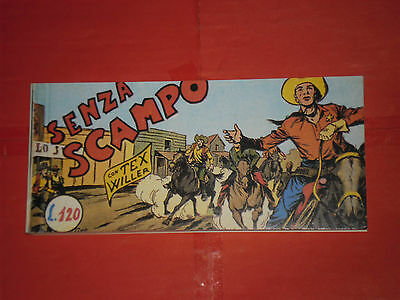 SENZA
SCAMPO
CON TEX
WILLER
L.120